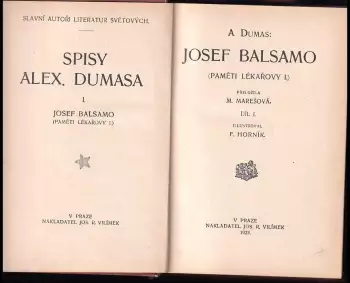 SLAVNÍ AUTOŘI LITERATUR SVĚTOVÝCH.
SPISY
ALEX. DUMASA
I.
JOSEF BALSAMO
(PAMĚTI LÉKAŘOVY I.)
V PRAZE
NAKLADATEL JOS. R. VILÍMEK
A. DUMAS:
JOSEF BALSAMO
(PAMĚTI LÉKAŘOVY I.)
PŘELOŽILA
M. MAREŠOVÁ.
DÍL I.
ILLUSTROVAL
F. HORNÍK.
V PRAZE
NAKLADATEL JOS. R. VILÍMEK